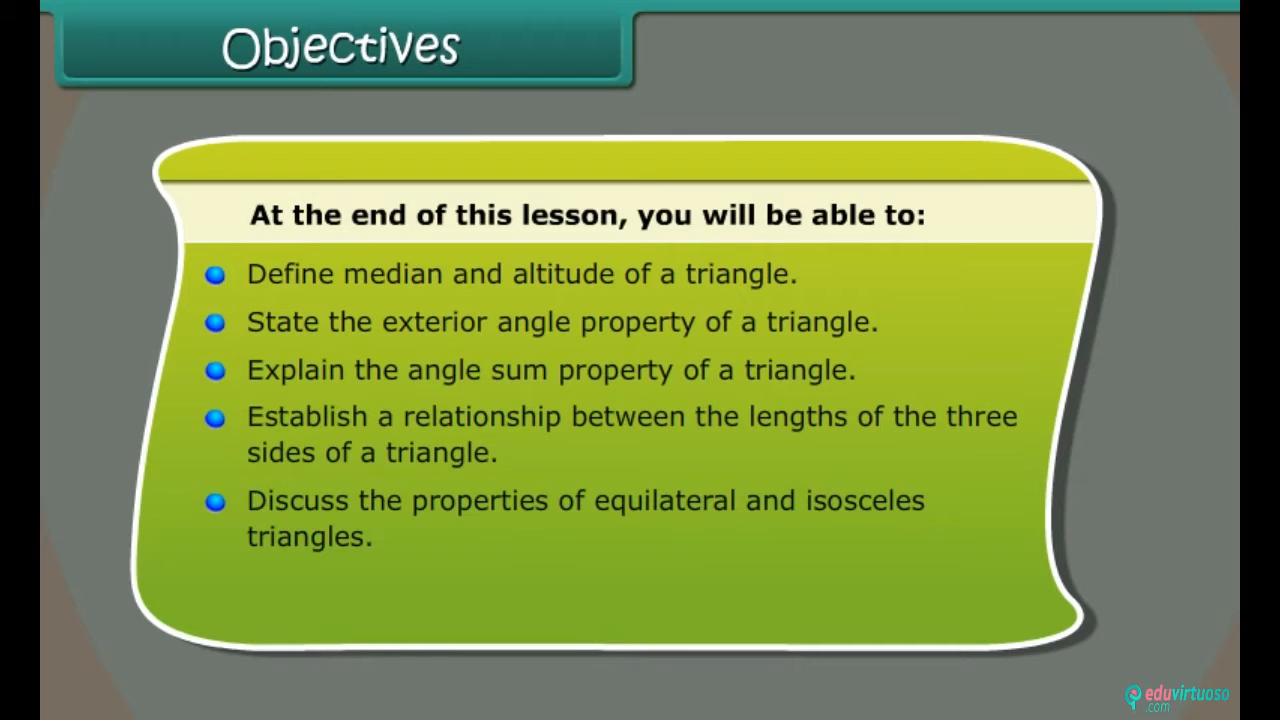 Objectives
At the end of this lesson, you will be able to:
Define median and altitude of a triangle.
State the exterior angle property of a triangle.
Explain the angle sum property of a triangle.
Establish a relationship between the lengths of the three
sides of a triangle.
Discuss the properties of equilateral and isosceles
triangles.
eduvirtuoso
.com